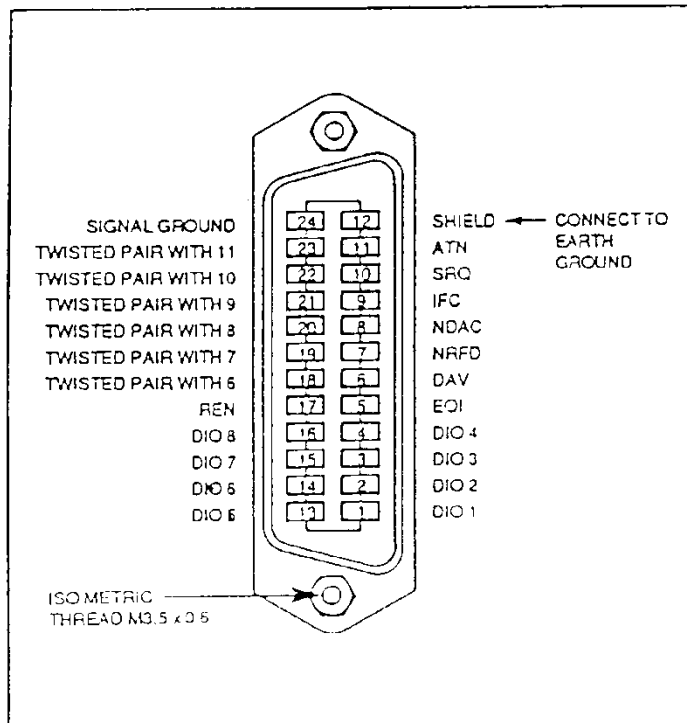 SIGNAL GROUND 24 12 SHIELD CONNECT TO
TWISTED PAIR WITH 11 23 11 ATN EARTH
TWISTED PAIR WITH 10 22 10 SRQ GROUND
TWISTED PAIR WITH 9 21 9 IFC
TWISTED PAIR WITH 8 20 8 NDAC
TWISTED PAIR WITH 7 19 7 NRFD
TWISTED PAIR WITH 6 18 6 DAV
REN 17 5 EOI
DIO 8 16 4 DIO 4
DIO 7 15 3 DIO 3
DIO 14 2 DIO 2
DIO 13 1 DIO 1
ISO METRIC
THREAD M3.5 x